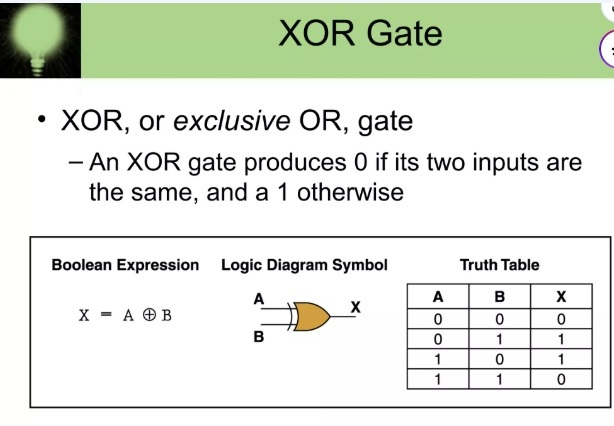 XOR Gate
• XOR, or exclusive OR, gate
– An XOR gate produces 0 if its two inputs are
the same, and a 1 otherwise
Boolean Expression Logic Diagram Symbol Truth Table
X = A ⊕ B
A
B
X
A B X
0 0 0
0 1 1
1 0 1
1 1 0